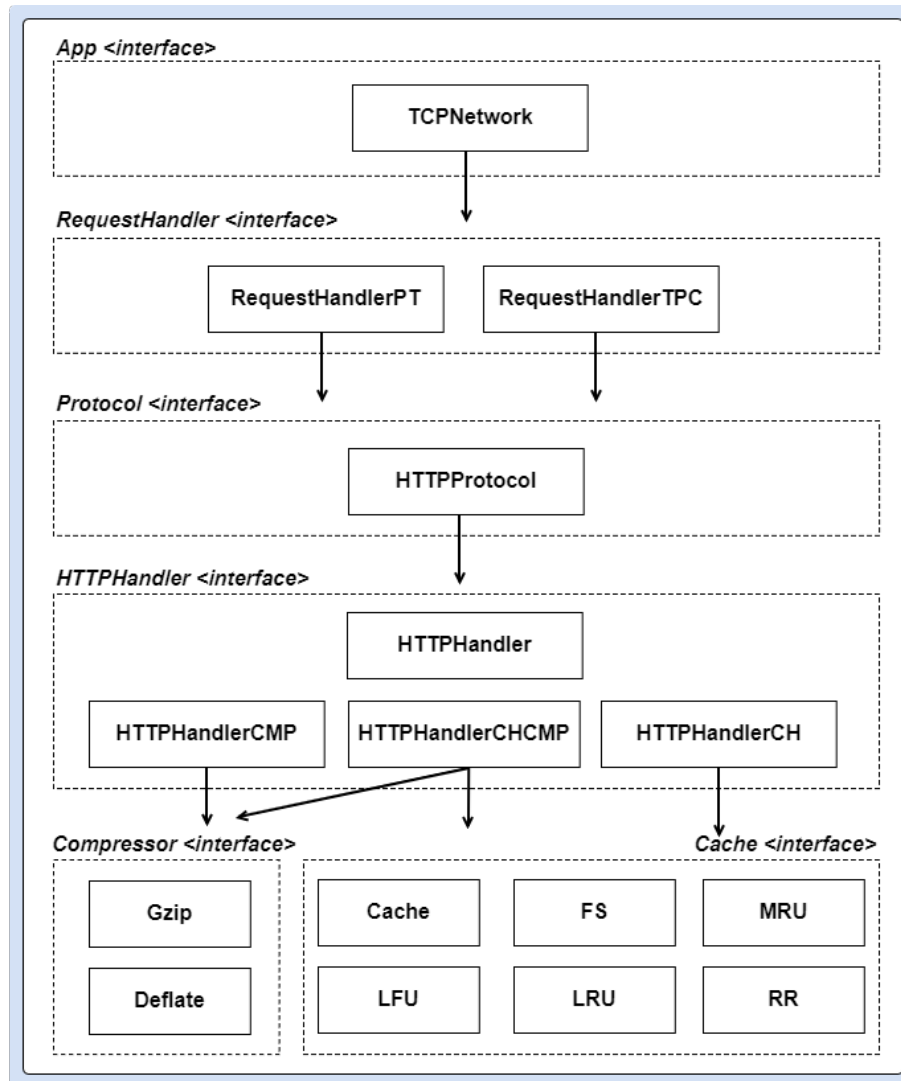 App <interface>
TCPNetwork
RequestHandler <interface>
RequestHandlerPT
RequestHandlerTPC
Protocol <interface>
HTTPProtocol
HTTPHandler <interface>
HTTPHandler
HTTPHandlerCMP
HTTPHandlerCHCMP
HTTPHandlerCH
Compressor <interface>
Cache <interface>
Gzip
Cache
FS
MRU
Deflate
LFU
LRU
RR